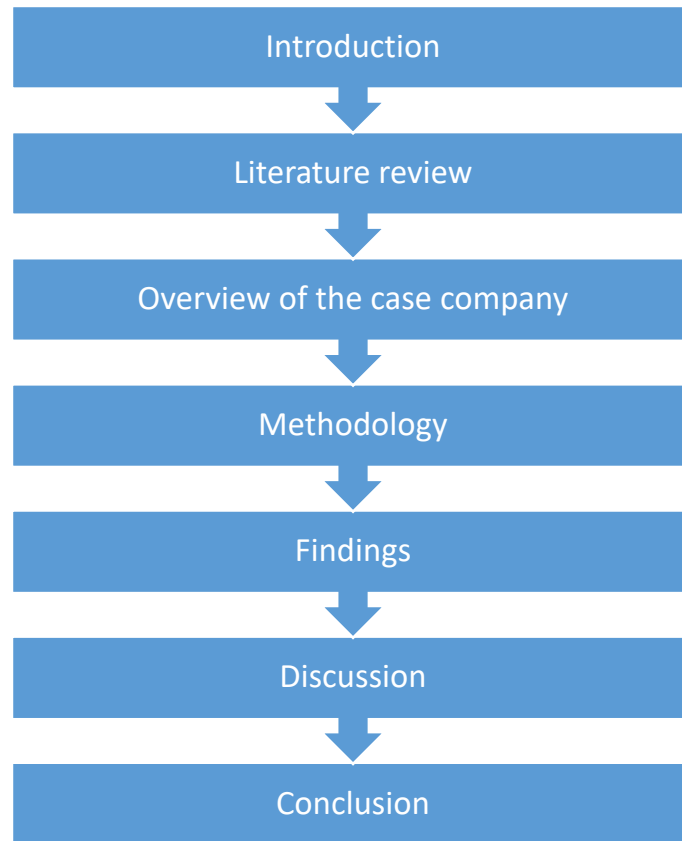 Introduction
Literature review
Overview of the case company
Methodology
Findings
Discussion
Conclusion